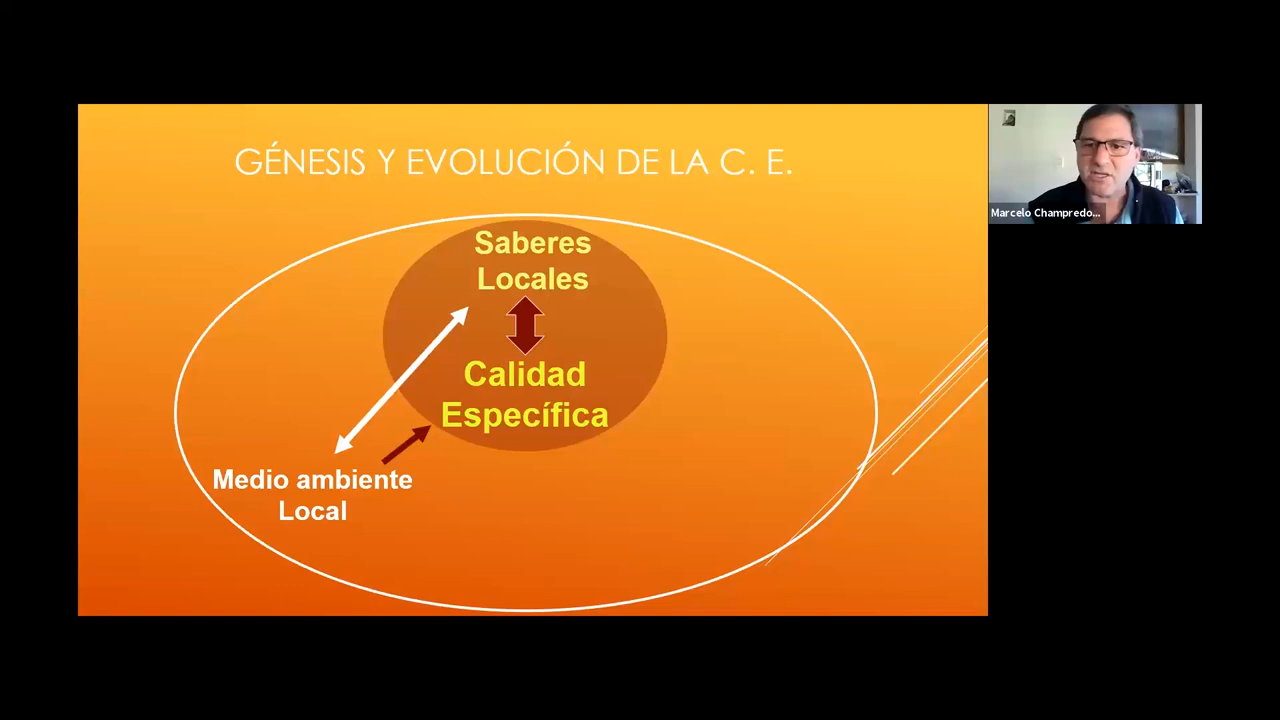 GÉNESIS Y EVOLUCIÓN DE LA C. E.
Saberes
Locales
Calidad
Específica
Medio ambiente
Local
Marcelo Champredo...